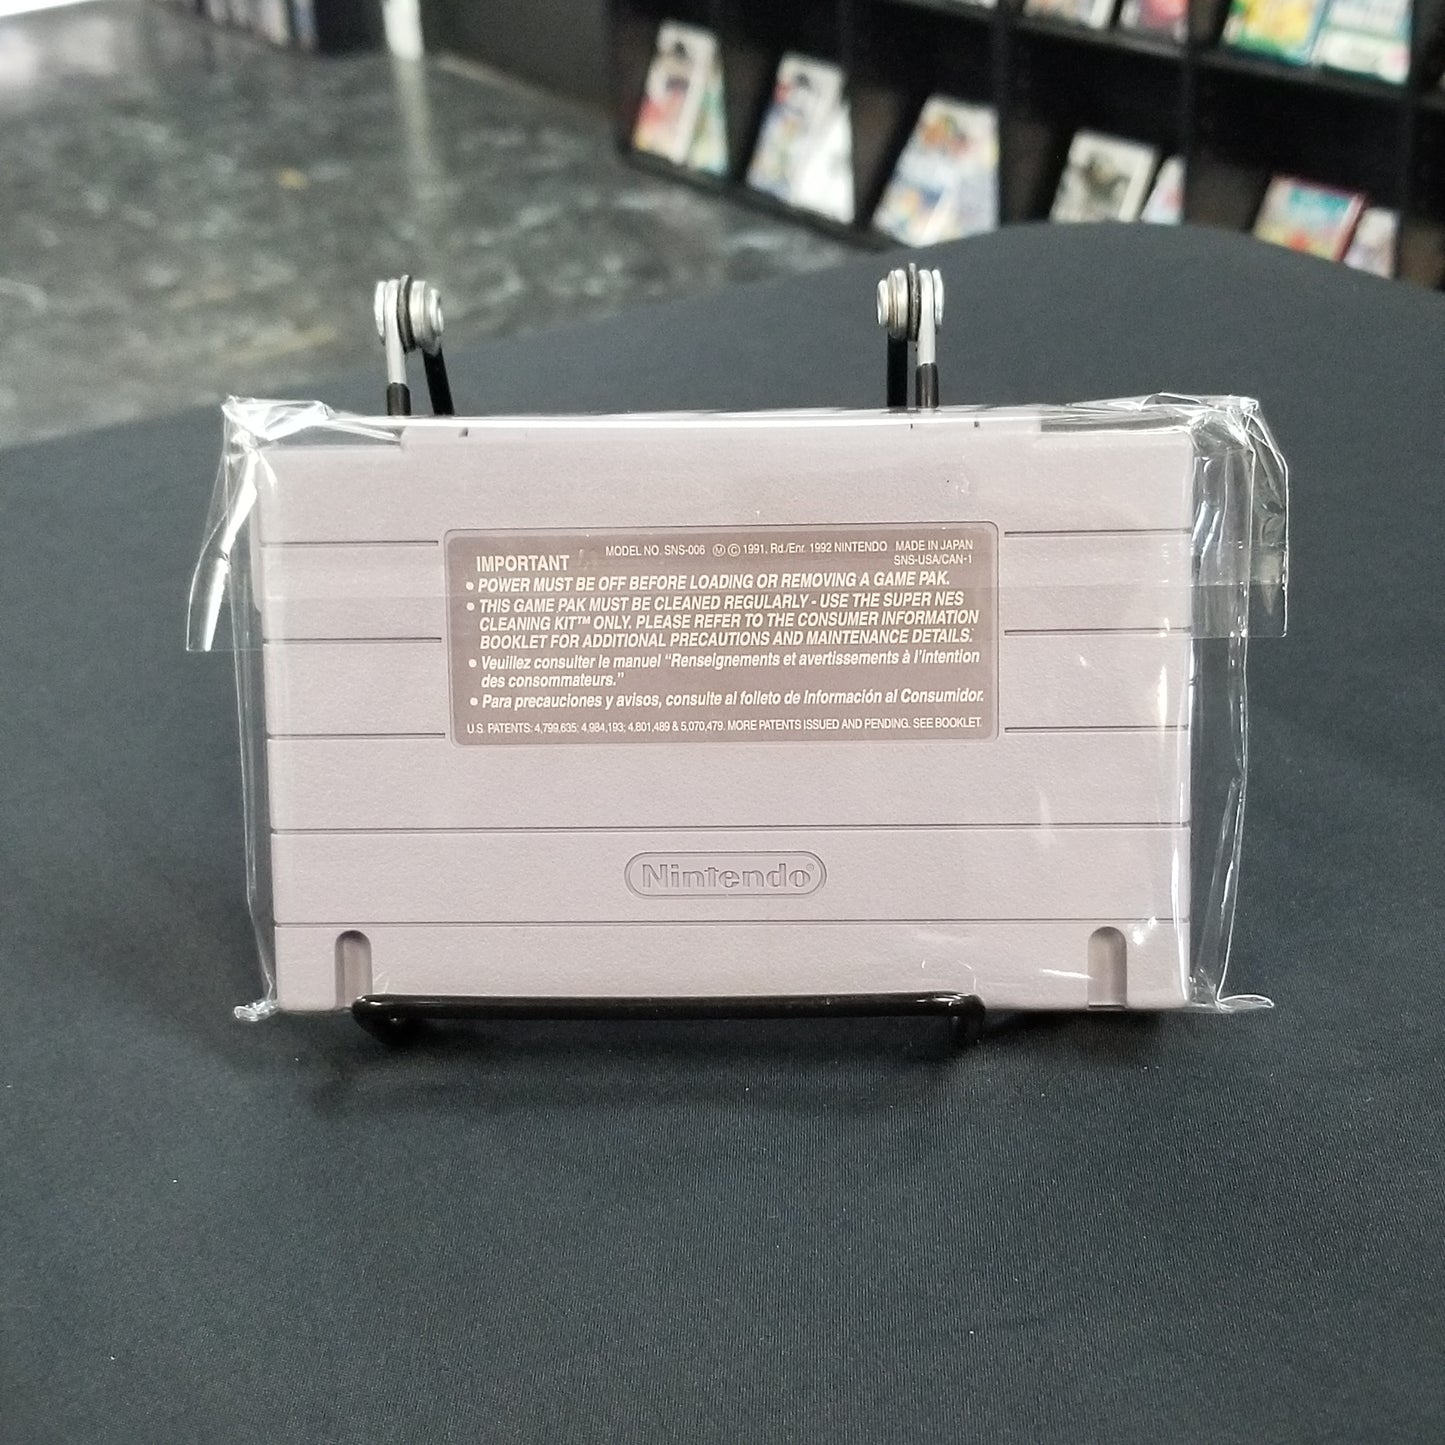 IMPORTANT MODEL NO. SNS-006 Ⓜ © 1991, Rd./Enr. 1992 NINTENDO MADE IN JAPAN
SNS-USA/CAN-1
• POWER MUST BE OFF BEFORE LOADING OR REMOVING A GAME PAK.
• THIS GAME PAK MUST BE CLEANED REGULARLY - USE THE SUPER NES
CLEANING KIT™ ONLY. PLEASE REFER TO THE CONSUMER INFORMATION
BOOKLET FOR ADDITIONAL PRECAUTIONS AND MAINTENANCE DETAILS.
• Veuillez consulter le manuel “Renseignements et avertissements à l’intention
des consommateurs.”
• Para precauciones y avisos, consulte al folleto de Información al Consumidor.
U.S. PATENTS: 4,799,635; 4,984,193; 4,801,489 & 5,070,479. MORE PATENTS ISSUED AND PENDING. SEE BOOKLET.
Nintendo®